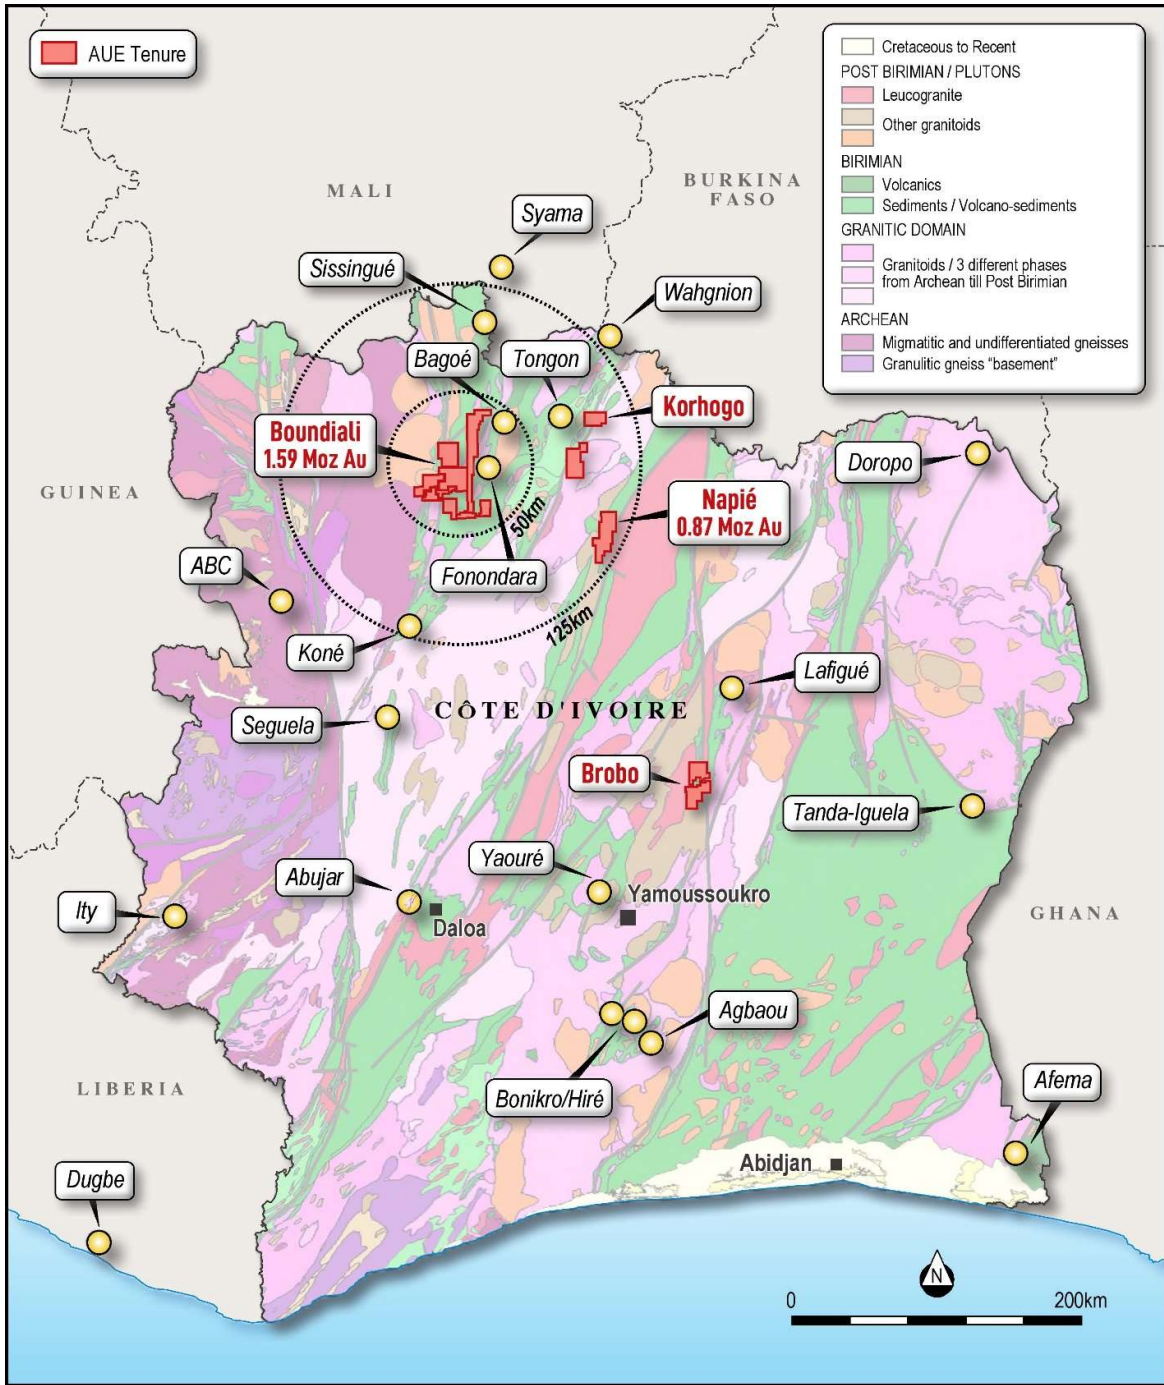 AUE Tenure
Cretaceous to Recent
POST BIRIMIAN / PLUTONS
Leucogranite
Other granitoids
BIRIMIAN
Volcanics
Sediments / Volcano-sediments
GRANITIC DOMAIN
Granitoids / 3 different phases
from Archean till Post Birimian
ARCHEAN
Migmatitic and undifferentiated gneisses
Granulitic gneiss “basement”
MALI
BURKINA
FASO
Syama
Sissingué
Wahgnion
Bagoé
Tongon
Korhogo
Boundiali
1.59 Moz Au
Doropo
GUINEA
Napié
0.87 Moz Au
50km
ABC
Fonondara
125km
Koné
Lafigué
Seguela
CÔTE D'IVOIRE
Brobo
Tanda-Iguela
Yaouré
Abujar
Yamoussoukro
Ity
Daloa
GHANA
Agbaou
LIBERIA
Bonikro/Hiré
Afema
Abidjan
Dugbe
N
0
200km